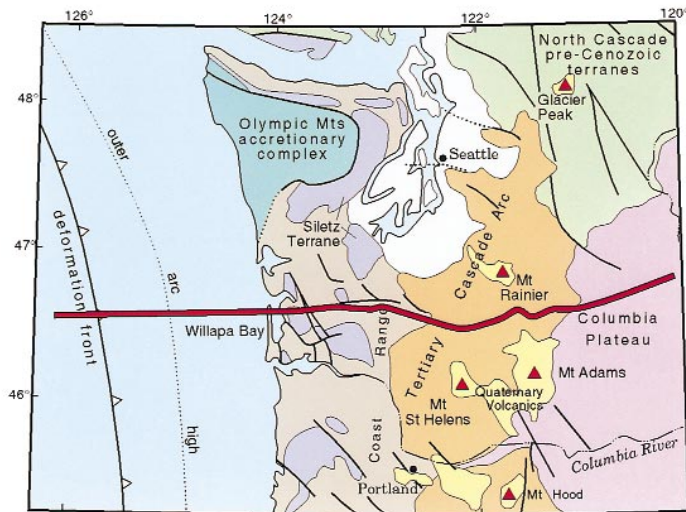 126°
124°
122°
120°
48°
47°
46°
North Cascade
pre-Cenozoic
terranes
Glacier
Peak
Olympic Mts
accretionary
complex
Seattle
outer
arc
high
deformation front
Siletz
Terrane
Cascade Arc
Tertiary
Mt
Rainier
Willapa Bay
Coast Range
Columbia
Plateau
Mt Adams
Quaternary
Volcanics
Mt
St Helens
Columbia River
Portland
Mt Hood